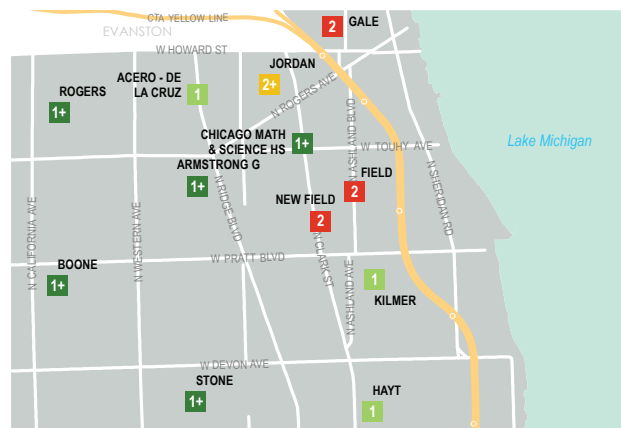 CTA YELLOW LINE
EVANSTON
2
GALE
W HOWARD ST
JORDAN
ACERO - DE
LA CRUZ
1
2+
ROGERS
1+
N ROGERS AVE
CHICAGO MATH
& SCIENCE HS
1+
N ASHLAND BLVD
W TOUHY AVE
Lake Michigan
ARMSTRONG G
1+
FIELD
2
NEW FIELD
2
N SHERIDAN RD
N CALIFORNIA AVE
N WESTERN AVE
N RIDGE BLVD
N CLARK ST
W PRATT BLVD
BOONE
1+
N ASHLAND AVE
1
KILMER
W DEVON AVE
STONE
1+
HAYT
1